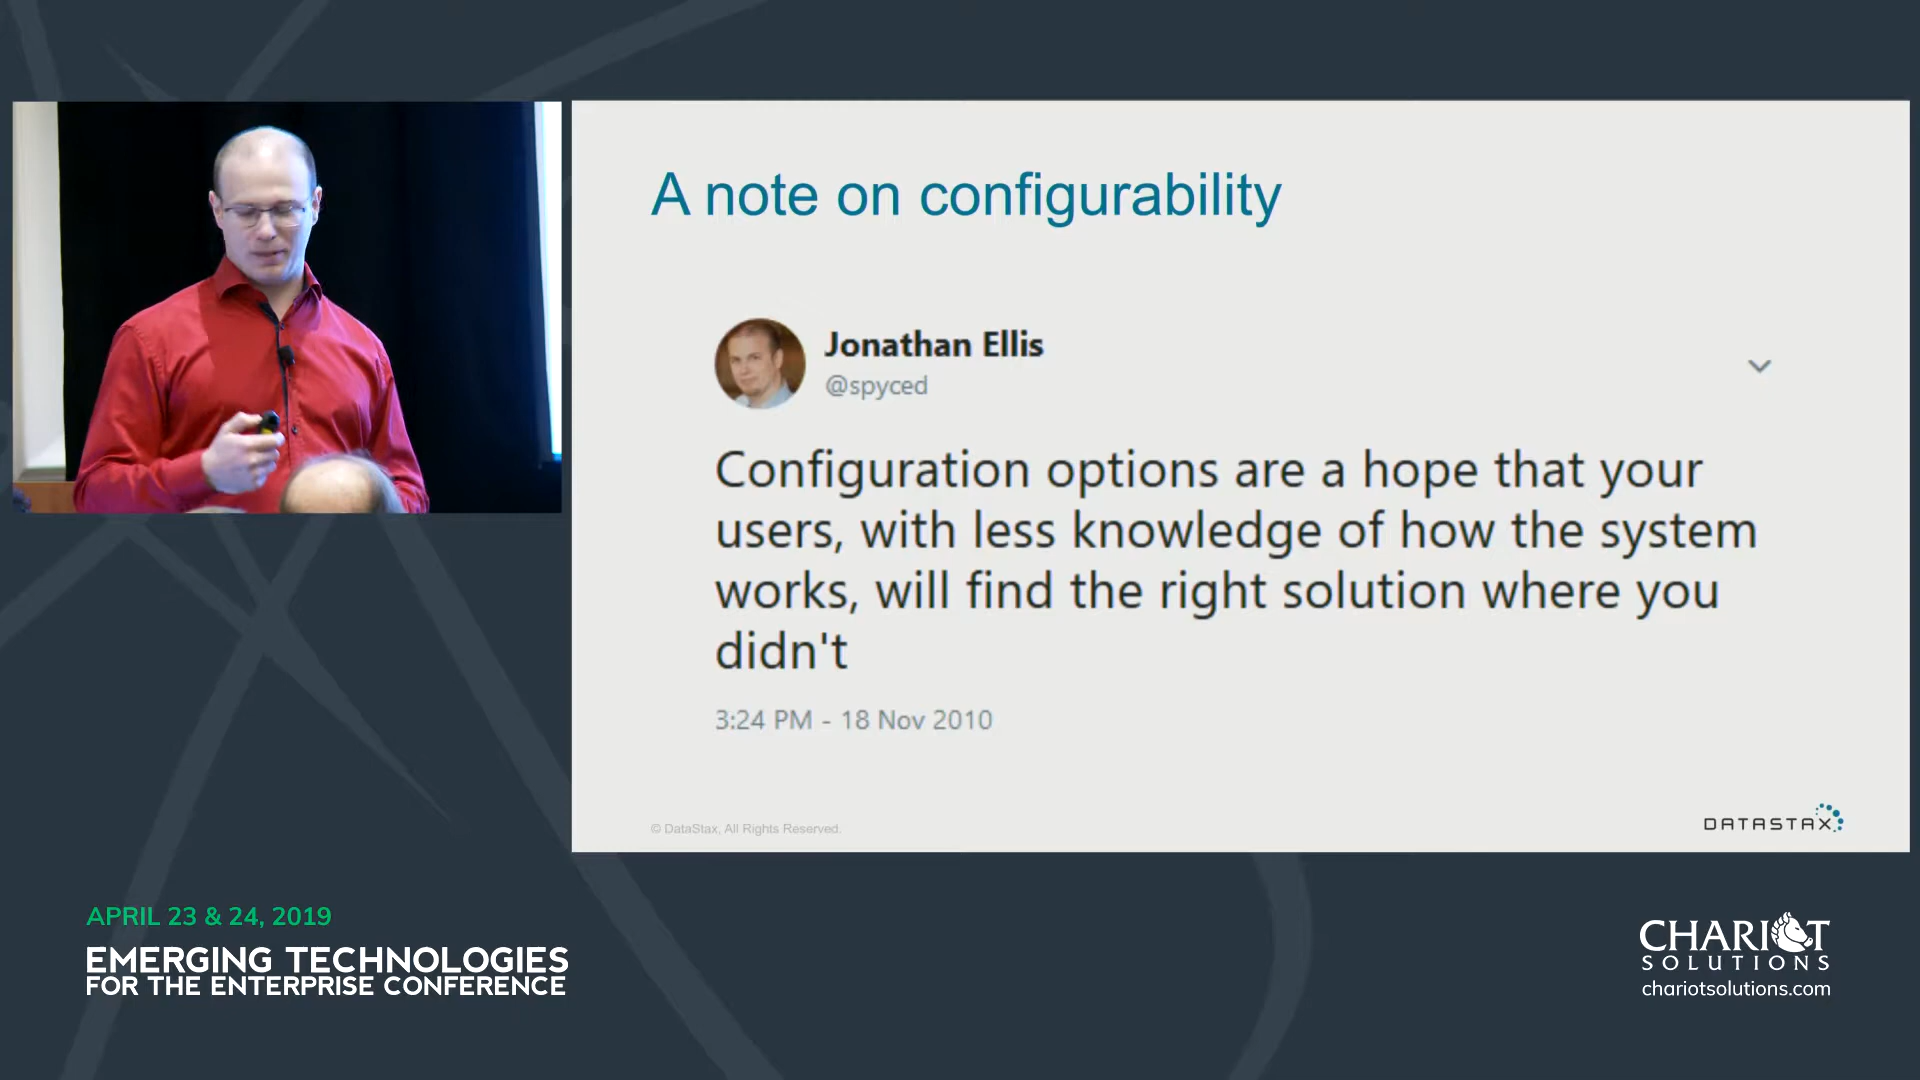 A note on configurability
Jonathan Ellis
@spyced
Configuration options are a hope that your
users, with less knowledge of how the system
works, will find the right solution where you
didn't
3:24 PM - 18 Nov 2010
© DataStax, All Rights Reserved.
DATASTAX
APRIL 23 & 24, 2019
EMERGING TECHNOLOGIES
FOR THE ENTERPRISE CONFERENCE
CHARIOT
SOLUTIONS
chariotsolutions.com